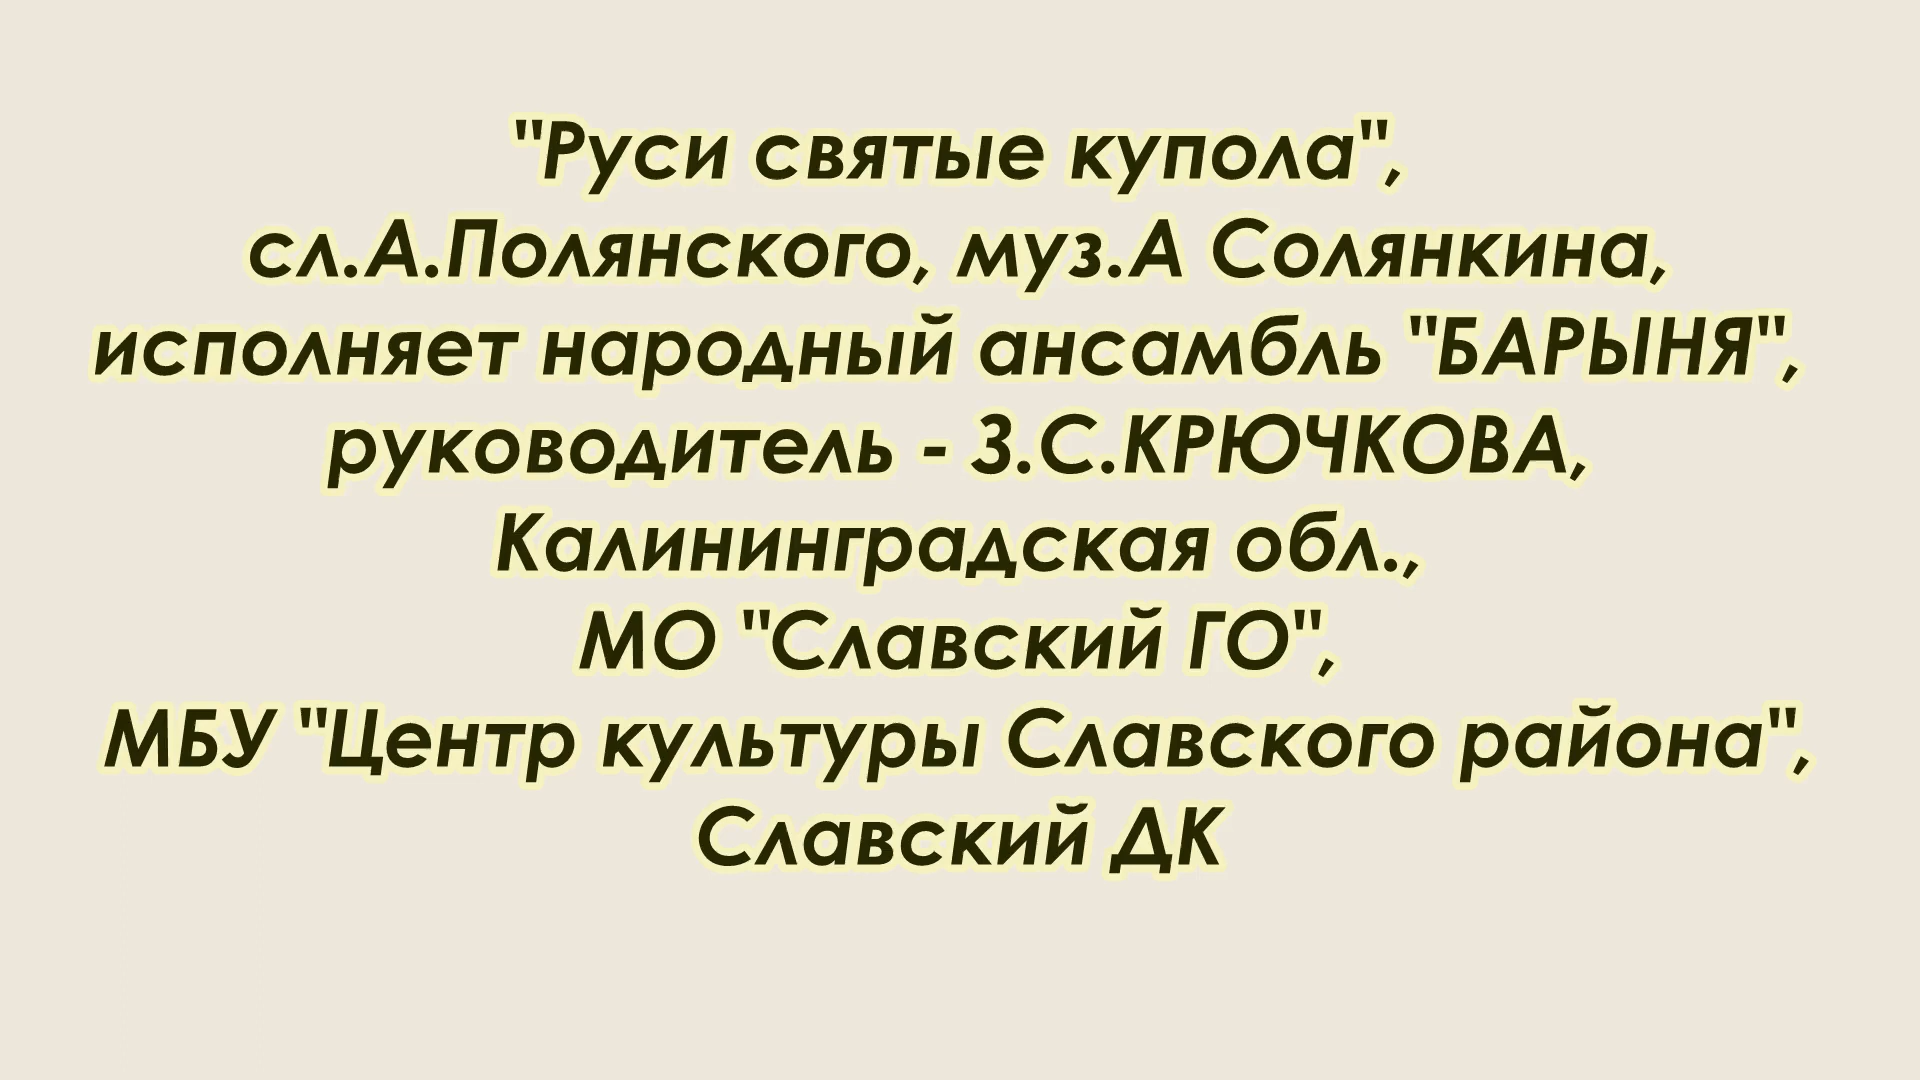 "Руси святые купола",
сл.А.Полянского, муз.А Солянкина,
исполняет народный ансамбль "БАРЫНЯ",
руководитель - З.С.КРЮЧКОВА,
Калининградская обл.,
МО "Славский ГО",
МБУ "Центр культуры Славского района",
Славский ДК